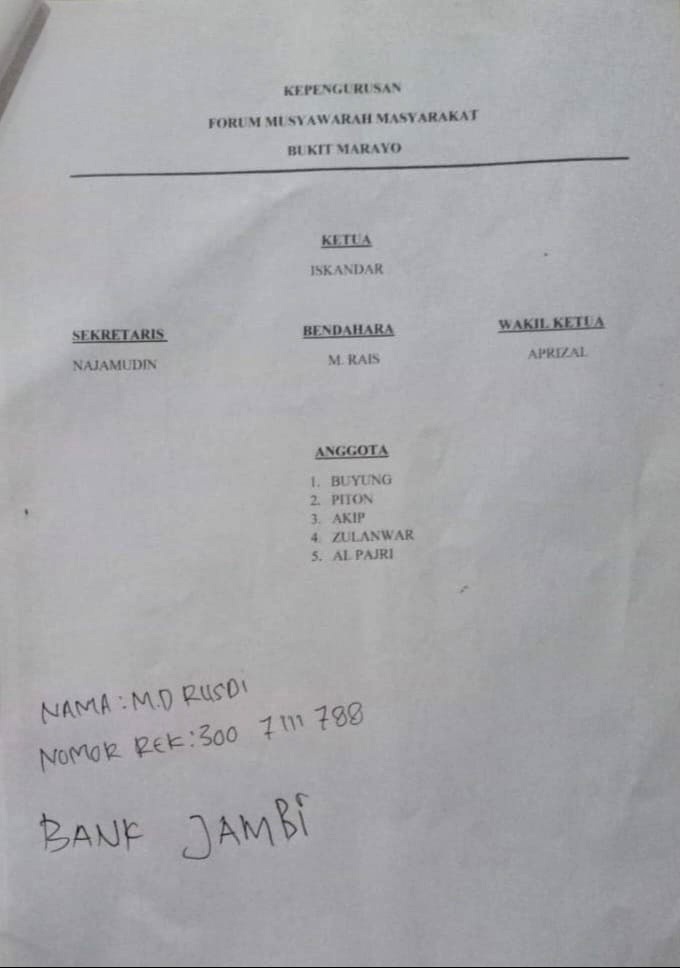 KEPENGURUSAN
FORUM MUSYAWARAH MASYARAKAT
BUKIT MARAYO
KETUA
ISKANDAR
SEKRETARIS
NAJAMUDIN
BENDAHARA
M. RAIS
WAKIL KETUA
APRIZAL
ANGGOTA
1. BUYUNG
2. PITON
3. AKIP
4. ZULANWAR
5. AL PAJRI
NAMA : M.D RUSDI
NOMOR REK : 300 7111 788
BANK JAMBI